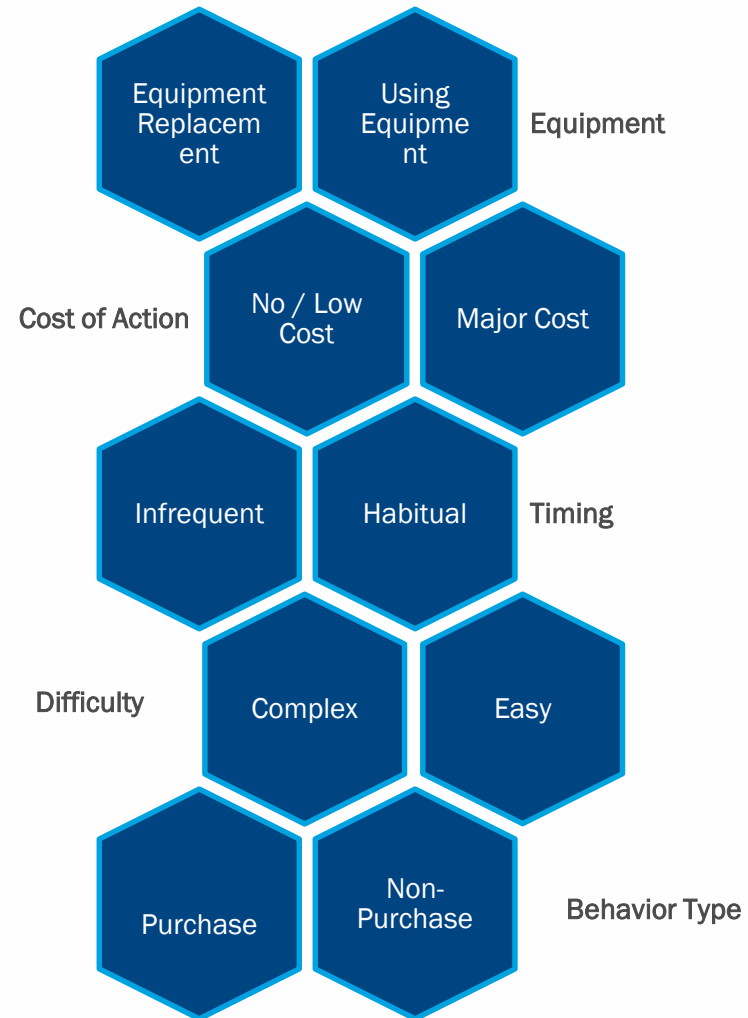 Equipment
Replacem
ent
Using
Equipme
nt
Equipment
Cost of Action
No / Low
Cost
Major Cost
Infrequent
Habitual
Timing
Difficulty
Complex
Easy
Purchase
Non-
Purchase
Behavior Type